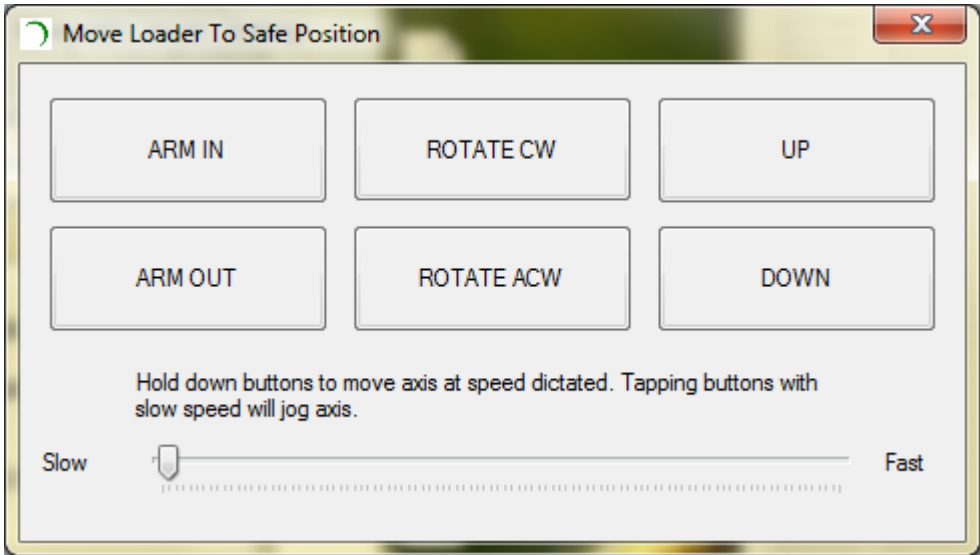 Move Loader To Safe Position
ARM IN
ROTATE CW
UP
ARM OUT
ROTATE ACW
DOWN
Hold down buttons to move axis at speed dictated. Tapping buttons with
slow speed will jog axis.
Slow
Fast